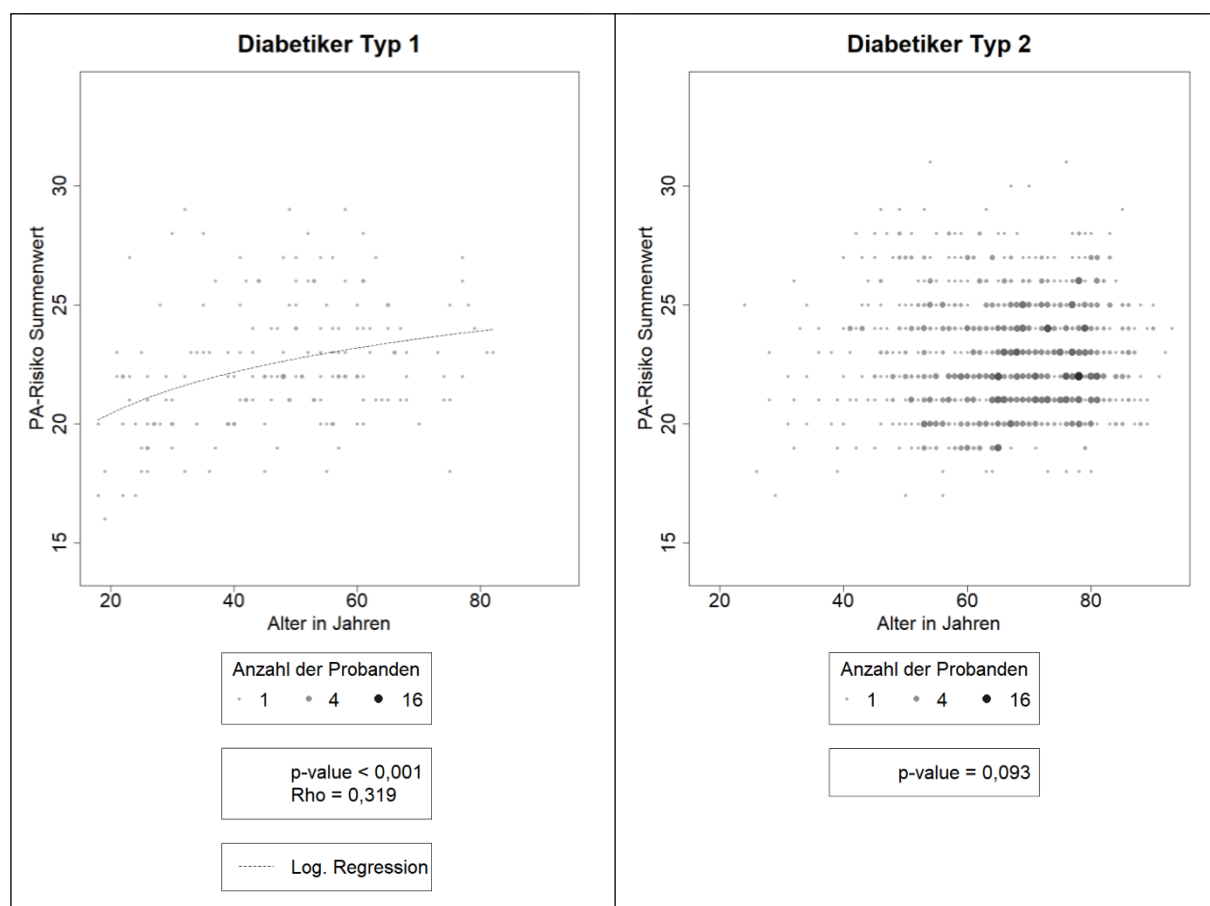 Diabetiker Typ 1
PA-Risiko Summenwert
30
25
20
15
20 40 60 80
Alter in Jahren
Anzahl der Probanden
1 4 16
p-value < 0,001
Rho = 0,319
Log. Regression
Diabetiker Typ 2
PA-Risiko Summenwert
30
25
20
15
20 40 60 80
Alter in Jahren
Anzahl der Probanden
1 4 16
p-value = 0,093